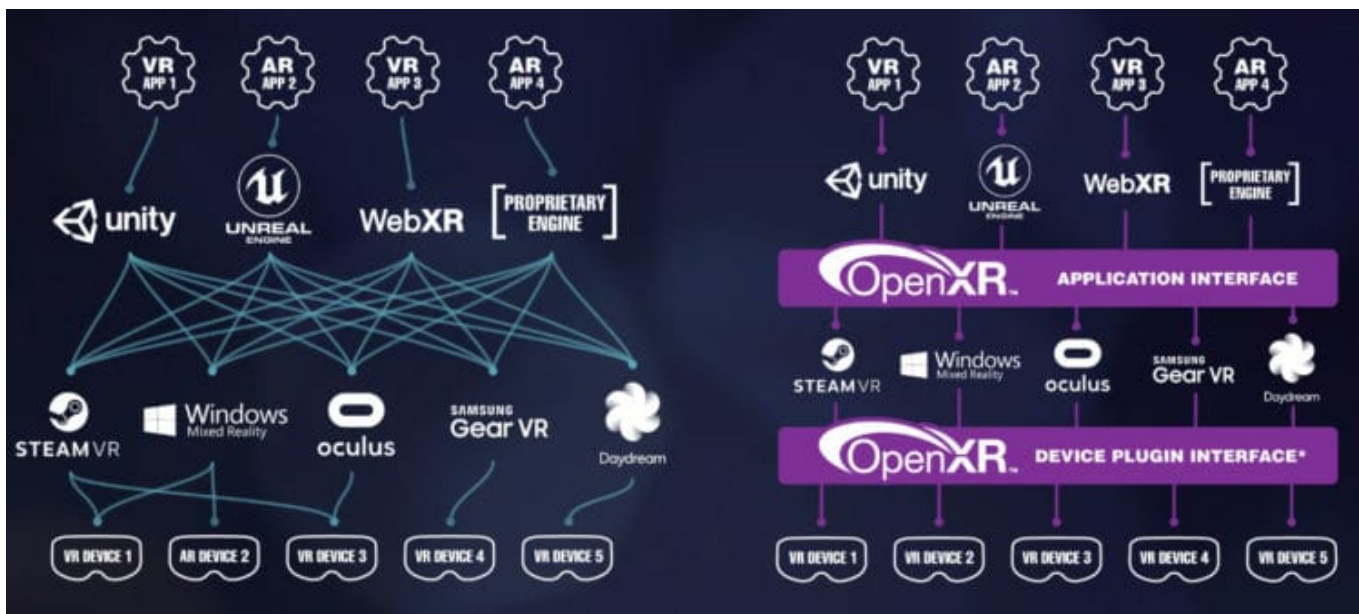 VR
APP 1
AR
APP 2
VR
APP 3
AR
APP 4
unity
UNREAL
ENGINE
WebXR
[PROPRIETARY
ENGINE]
STEAMVR
Windows
Mixed Reality
oculus
SAMSUNG
Gear VR
Daydream
VR DEVICE 1
AR DEVICE 2
VR DEVICE 3
VR DEVICE 4
VR DEVICE 5
VR
APP 1
AR
APP 2
VR
APP 3
AR
APP 4
unity
UNREAL
ENGINE
WebXR
[PROPRIETARY
ENGINE]
OpenXR™ APPLICATION INTERFACE
STEAMVR
Windows
Mixed Reality
oculus
SAMSUNG
Gear VR
Daydream
OpenXR™ DEVICE PLUGIN INTERFACE*
VR DEVICE 1
VR DEVICE 2
VR DEVICE 3
VR DEVICE 4
VR DEVICE 5